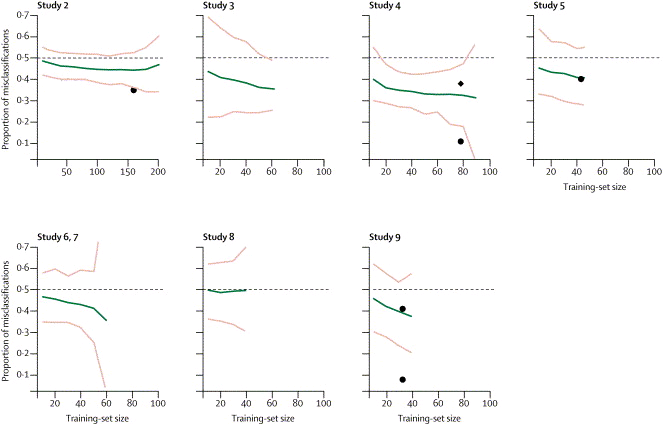 Study 2
Study 3
Study 4
Study 5
Proportion of misclassifications
0·7
0·6
0·5
0·4
0·3
0·2
0·1
50 100 150 200
20 40 60 80 100
20 40 60 80 100
20 40 60 80 100
Training-set size
Study 6, 7
Study 8
Study 9
Proportion of misclassifications
0·7
0·6
0·5
0·4
0·3
0·2
0·1
20 40 60 80 100
20 40 60 80 100
20 40 60 80 100
Training-set size
Training-set size
Training-set size